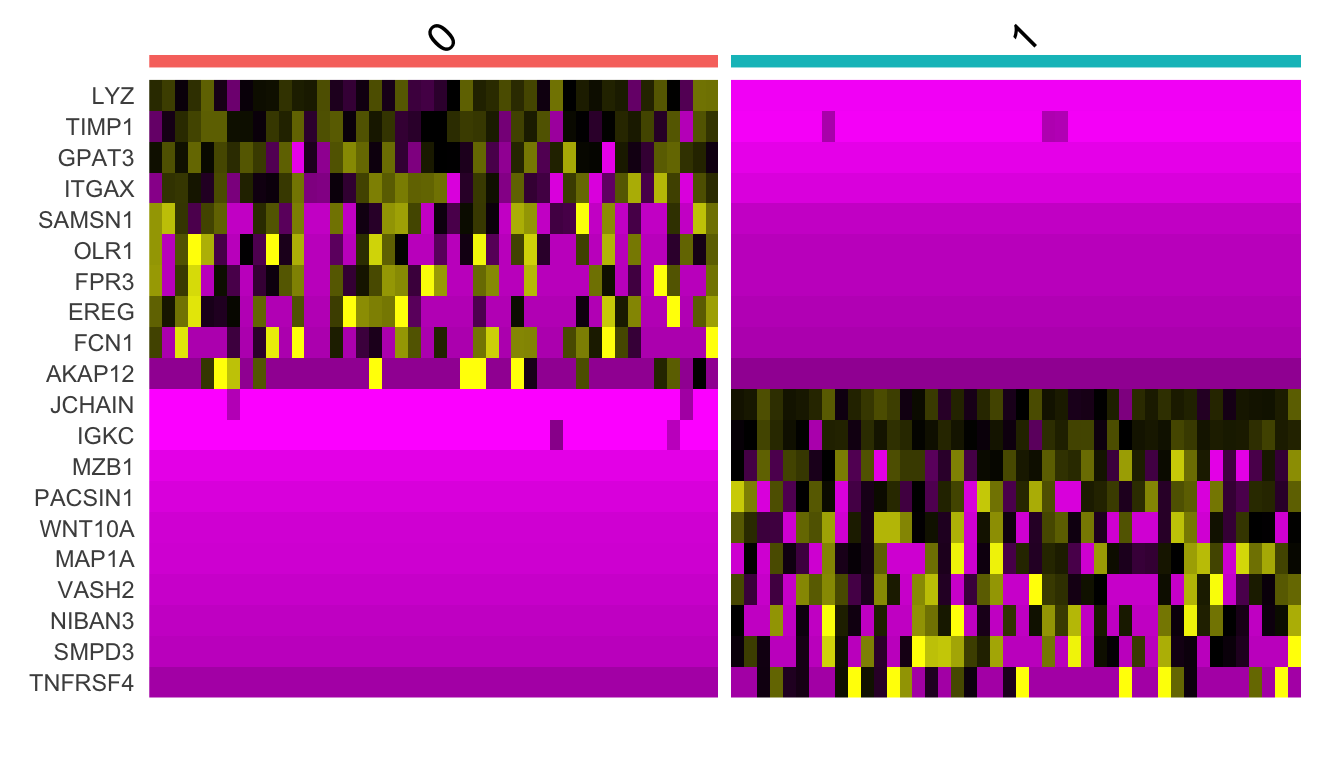 0
1
LYZ
TIMP1
GPAT3
ITGAX
SAMSN1
OLR1
FPR3
EREG
FCN1
AKAP12
JCHAIN
IGKC
MZB1
PACSIN1
WNT10A
MAP1A
VASH2
NIBAN3
SMPD3
TNFRSF4